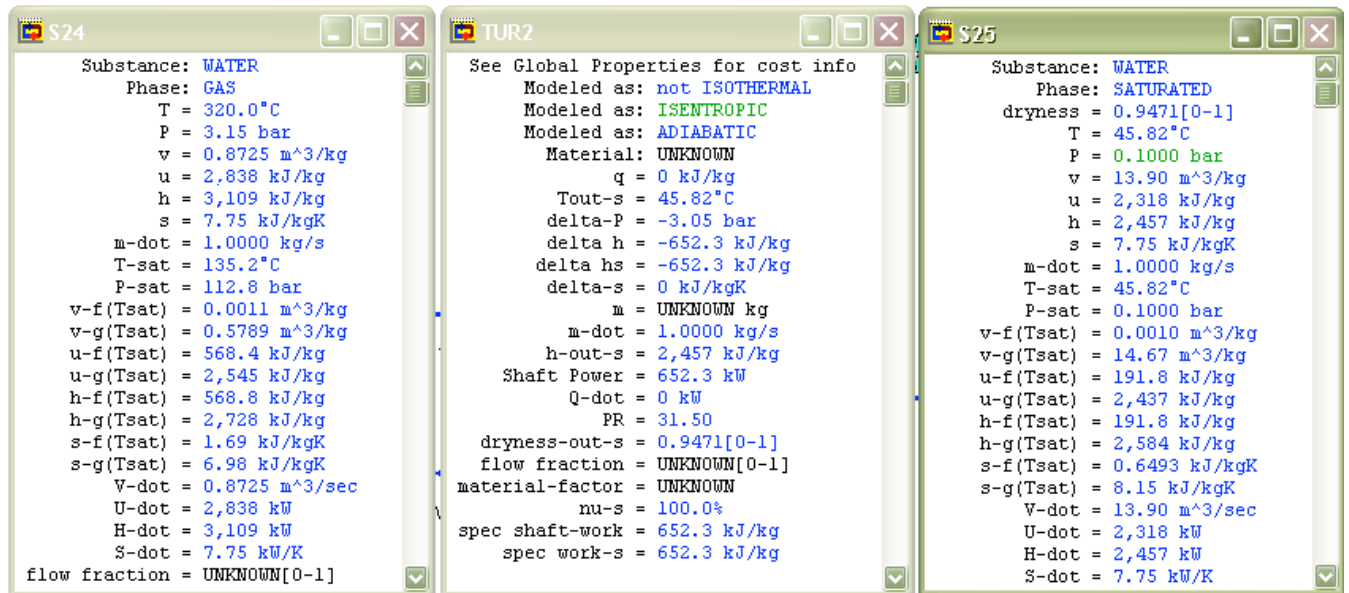 S24
Substance: WATER
Phase: GAS
T = 320.0°C
P = 3.15 bar
v = 0.8725 m^3/kg
u = 2,838 kJ/kg
h = 3,109 kJ/kg
s = 7.75 kJ/kgK
m-dot = 1.0000 kg/s
T-sat = 135.2°C
P-sat = 112.8 bar
v-f(Tsat) = 0.0011 m^3/kg
v-g(Tsat) = 0.5789 m^3/kg
u-f(Tsat) = 568.4 kJ/kg
u-g(Tsat) = 2,545 kJ/kg
h-f(Tsat) = 568.8 kJ/kg
h-g(Tsat) = 2,728 kJ/kg
s-f(Tsat) = 1.69 kJ/kgK
s-g(Tsat) = 6.98 kJ/kgK
V-dot = 0.8725 m^3/sec
U-dot = 2,838 kW
H-dot = 3,109 kW
S-dot = 7.75 kW/K
flow fraction = UNKNOWN[0-1]
TUR2
See Global Properties for cost info
Modeled as: not ISOTHERMAL
Modeled as: ISENTROPIC
Modeled as: ADIABATIC
Material: UNKNOWN
q = 0 kJ/kg
Tout-s = 45.82°C
delta-P = -3.05 bar
delta h = -652.3 kJ/kg
delta hs = -652.3 kJ/kg
delta-s = 0 kJ/kgK
m = UNKNOWN kg
m-dot = 1.0000 kg/s
h-out-s = 2,457 kJ/kg
Shaft Power = 652.3 kW
Q-dot = 0 kW
PR = 31.50
dryness-out-s = 0.9471[0-1]
flow fraction = UNKNOWN[0-1]
material-factor = UNKNOWN
nu-s = 100.0%
spec shaft-work = 652.3 kJ/kg
spec work-s = 652.3 kJ/kg
S25
Substance: WATER
Phase: SATURATED
dryness = 0.9471[0-1]
T = 45.82°C
P = 0.1000 bar
v = 13.90 m^3/kg
u = 2,318 kJ/kg
h = 2,457 kJ/kg
s = 7.75 kJ/kgK
m-dot = 1.0000 kg/s
T-sat = 45.82°C
P-sat = 0.1000 bar
v-f(Tsat) = 0.0010 m^3/kg
v-g(Tsat) = 14.67 m^3/kg
u-f(Tsat) = 191.8 kJ/kg
u-g(Tsat) = 2,437 kJ/kg
h-f(Tsat) = 191.8 kJ/kg
h-g(Tsat) = 2,584 kJ/kg
s-f(Tsat) = 0.6493 kJ/kgK
s-g(Tsat) = 8.15 kJ/kgK
V-dot = 13.90 m^3/sec
U-dot = 2,318 kW
H-dot = 2,457 kW
S-dot = 7.75 kW/K